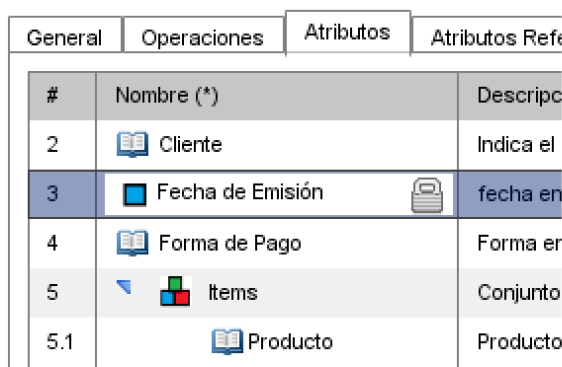 General Operaciones Atributos Atributos Refe
# Nombre (*) Descripc
2 Cliente Indica el
3 Fecha de Emisión fecha en
4 Forma de Pago Forma en
5 Items Conjunto
5.1 Producto Producto